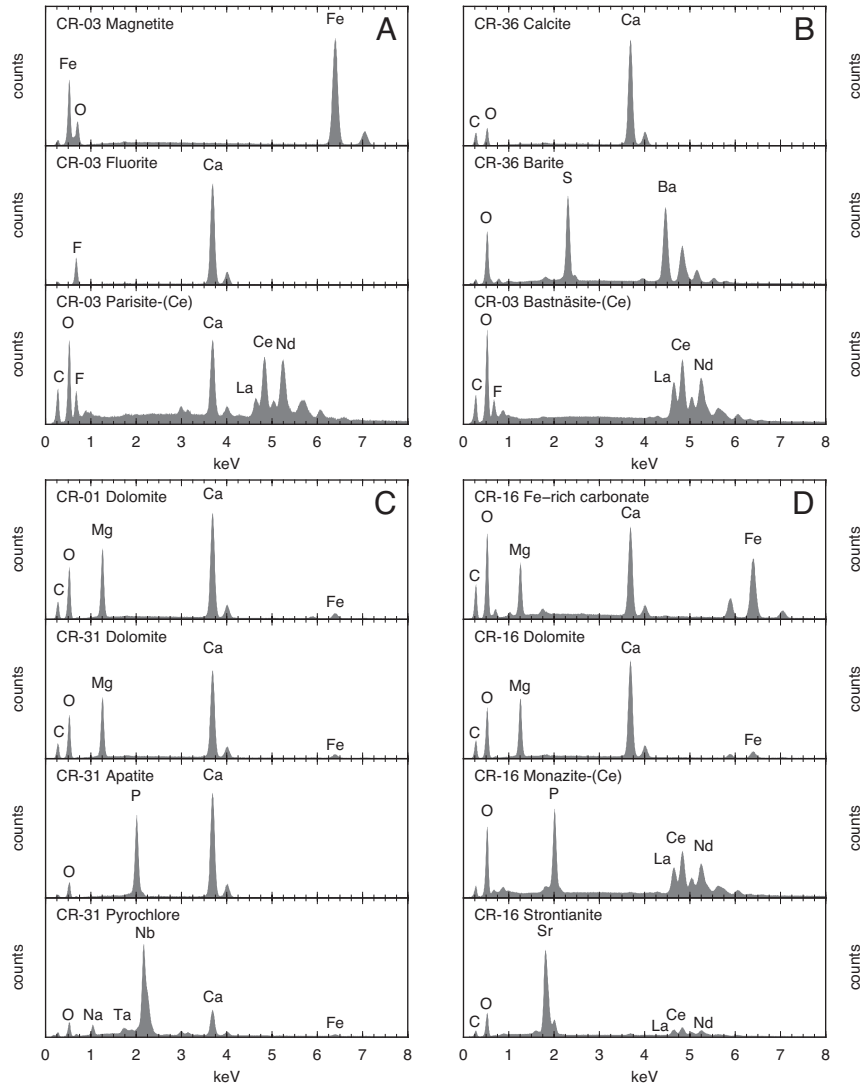 CR-03 Magnetite
A
Fe
Fe
O
counts
CR-03 Fluorite
Ca
F
counts
CR-03 Parisite-(Ce)
O
Ca
Ce Nd
C
F
La
counts
0 1 2 3 4 5 6 7 8
keV
CR-36 Calcite
B
Ca
C
O
counts
CR-36 Barite
S
Ba
O
counts
CR-03 Bastnäsite-(Ce)
O
Ce
La
Nd
C
F
counts
0 1 2 3 4 5 6 7 8
keV
CR-01 Dolomite
C
Ca
Mg
O
C
Fe
counts
CR-31 Dolomite
Ca
Mg
O
C
Fe
counts
CR-31 Apatite
Ca
P
O
counts
CR-31 Pyrochlore
Nb
Ca
O Na Ta
Fe
counts
0 1 2 3 4 5 6 7 8
keV
CR-16 Fe–rich carbonate
D
Ca
O
Fe
Mg
C
counts
CR-16 Dolomite
Ca
Mg
O
C
Fe
counts
CR-16 Monazite-(Ce)
P
O
Ce
La
Nd
counts
CR-16 Strontianite
Sr
O
C
Ce
La Nd
counts
0 1 2 3 4 5 6 7 8
keV